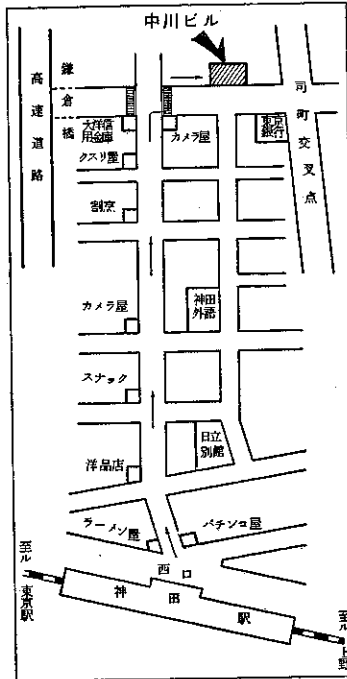 中川ビル
高速道路
鎌倉橋
大洋信用金庫
カメラ屋
東京銀行
司町交叉点
クスリ屋
割烹
カメラ屋
神田外語
スナック
洋品店
日立別館
ラーメン屋
パチンコ屋
西口
神田駅
至ル東京駅
至ル上野